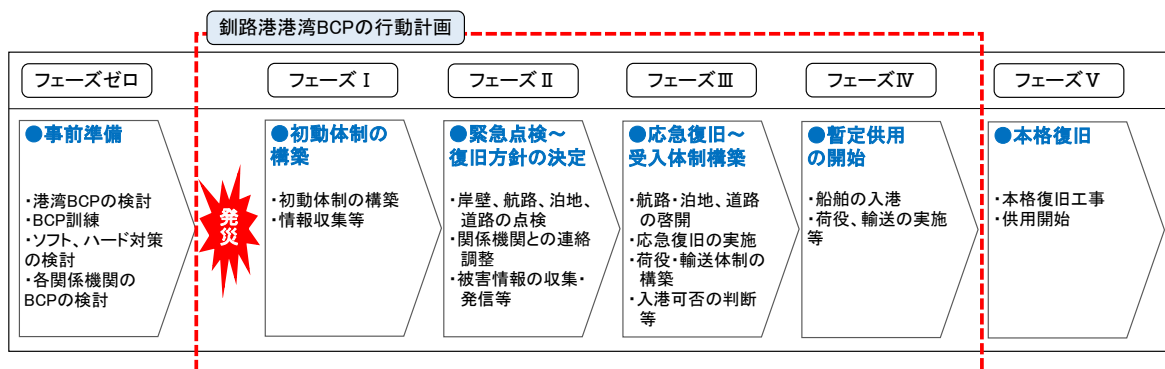 釧路港港湾BCPの行動計画
フェーズゼロ
フェーズⅠ
フェーズⅡ
フェーズⅢ
フェーズⅣ
フェーズⅤ
●事前準備
・港湾BCPの検討
・BCP訓練
・ソフト、ハード対策
の検討
・各関係機関の
BCPの検討
発災
●初動体制の
構築
・初動体制の構築
・情報収集等
●緊急点検～
復旧方針の決定
・岸壁、航路、泊地、
道路の点検
・関係機関との連絡
調整
・被害情報の収集・
発信等
●応急復旧～
受入体制構築
・航路・泊地、道路
の啓開
・応急復旧の実施
・荷役・輸送体制の
構築
・入港可否の判断
等
●暫定供用
の開始
・船舶の入港
・荷役、輸送の実施
等
●本格復旧
・本格復旧工事
・供用開始